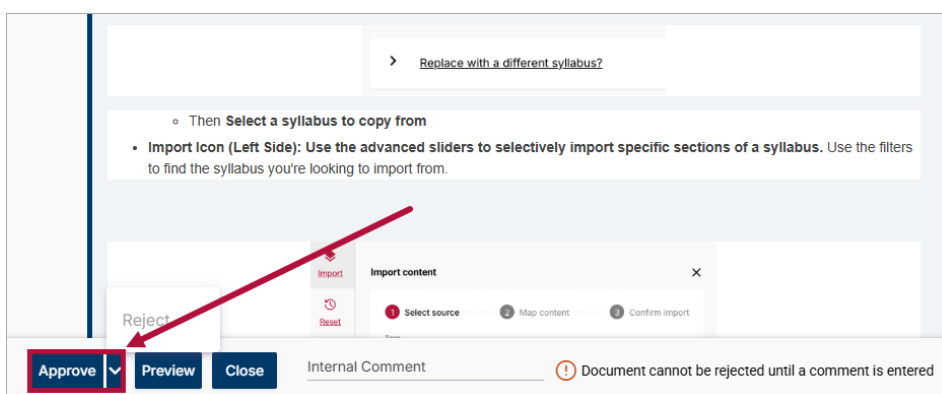 Replace with a different syllabus?
Then Select a syllabus to copy from
Import Icon (Left Side): Use the advanced sliders to selectively import specific sections of a syllabus. Use the filters
to find the syllabus you're looking to import from.
Import
Import content
Reset
1 Select source
2 Map content
3 Confirm import
Reject
Approve
Preview
Close
Internal Comment
Document cannot be rejected until a comment is entered